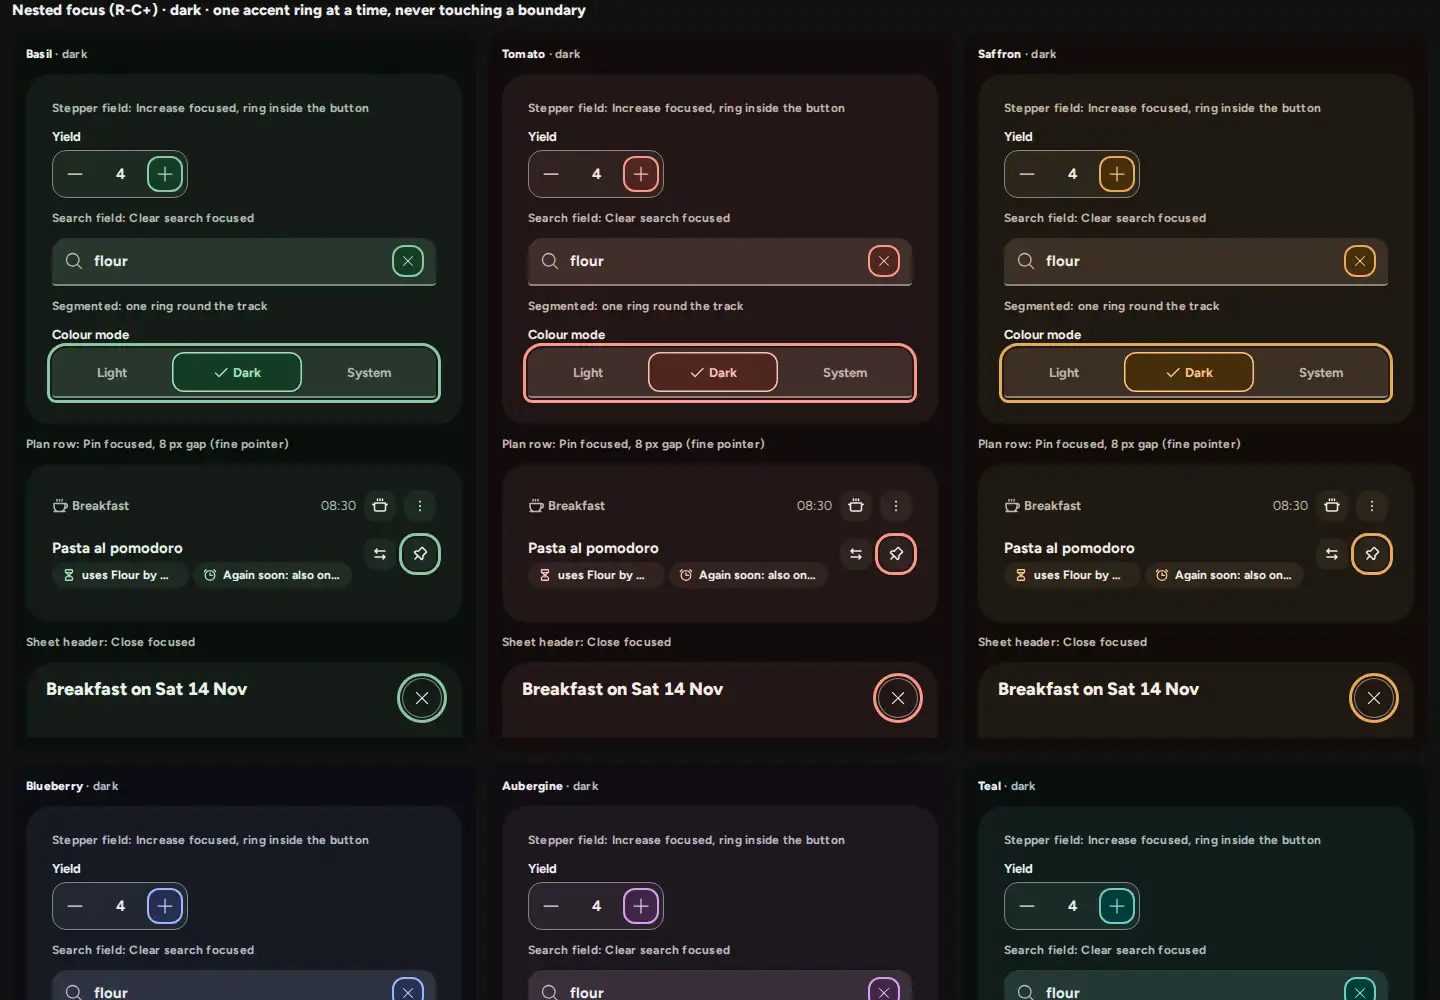 Nested focus (R-C+) · dark · one accent ring at a time, never touching a boundary
Basil · dark
Stepper field: Increase focused, ring inside the button
Yield
4
Search field: Clear search focused
flour
Segmented: one ring round the track
Colour mode
Light Dark System
Plan row: Pin focused, 8 px gap (fine pointer)
Breakfast 08:30
Pasta al pomodoro
uses Flour by ... Again soon: also on...
Sheet header: Close focused
Breakfast on Sat 14 Nov
Tomato · dark
Stepper field: Increase focused, ring inside the button
Yield
4
Search field: Clear search focused
flour
Segmented: one ring round the track
Colour mode
Light Dark System
Plan row: Pin focused, 8 px gap (fine pointer)
Breakfast 08:30
Pasta al pomodoro
uses Flour by ... Again soon: also on...
Sheet header: Close focused
Breakfast on Sat 14 Nov
Saffron · dark
Stepper field: Increase focused, ring inside the button
Yield
4
Search field: Clear search focused
flour
Segmented: one ring round the track
Colour mode
Light Dark System
Plan row: Pin focused, 8 px gap (fine pointer)
Breakfast 08:30
Pasta al pomodoro
uses Flour by ... Again soon: also on...
Sheet header: Close focused
Breakfast on Sat 14 Nov
Blueberry · dark
Stepper field: Increase focused, ring inside the button
Yield
4
Search field: Clear search focused
flour
Aubergine · dark
Stepper field: Increase focused, ring inside the button
Yield
4
Search field: Clear search focused
flour
Teal · dark
Stepper field: Increase focused, ring inside the button
Yield
4
Search field: Clear search focused
flour